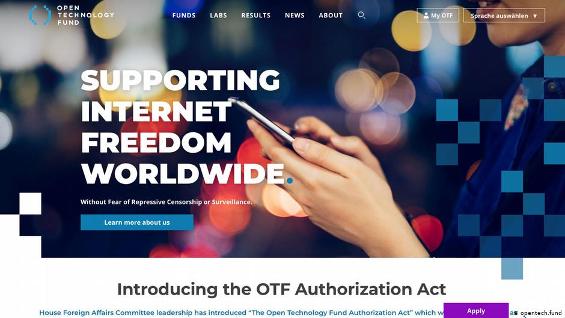 OPEN
TECHNOLOGY
FUND
FUNDS LABS RESULTS NEWS ABOUT
My OTF
Sprache auswählen ▼
SUPPORTING
INTERNET
FREEDOM
WORLDWIDE.
Without Fear of Repressive Censorship or Surveillance.
Learn more about us
Introducing the OTF Authorization Act
House Foreign Affairs Committee leadership has introduced "The Open Technology Fund Authorization Act" which
Apply
opentech.fund